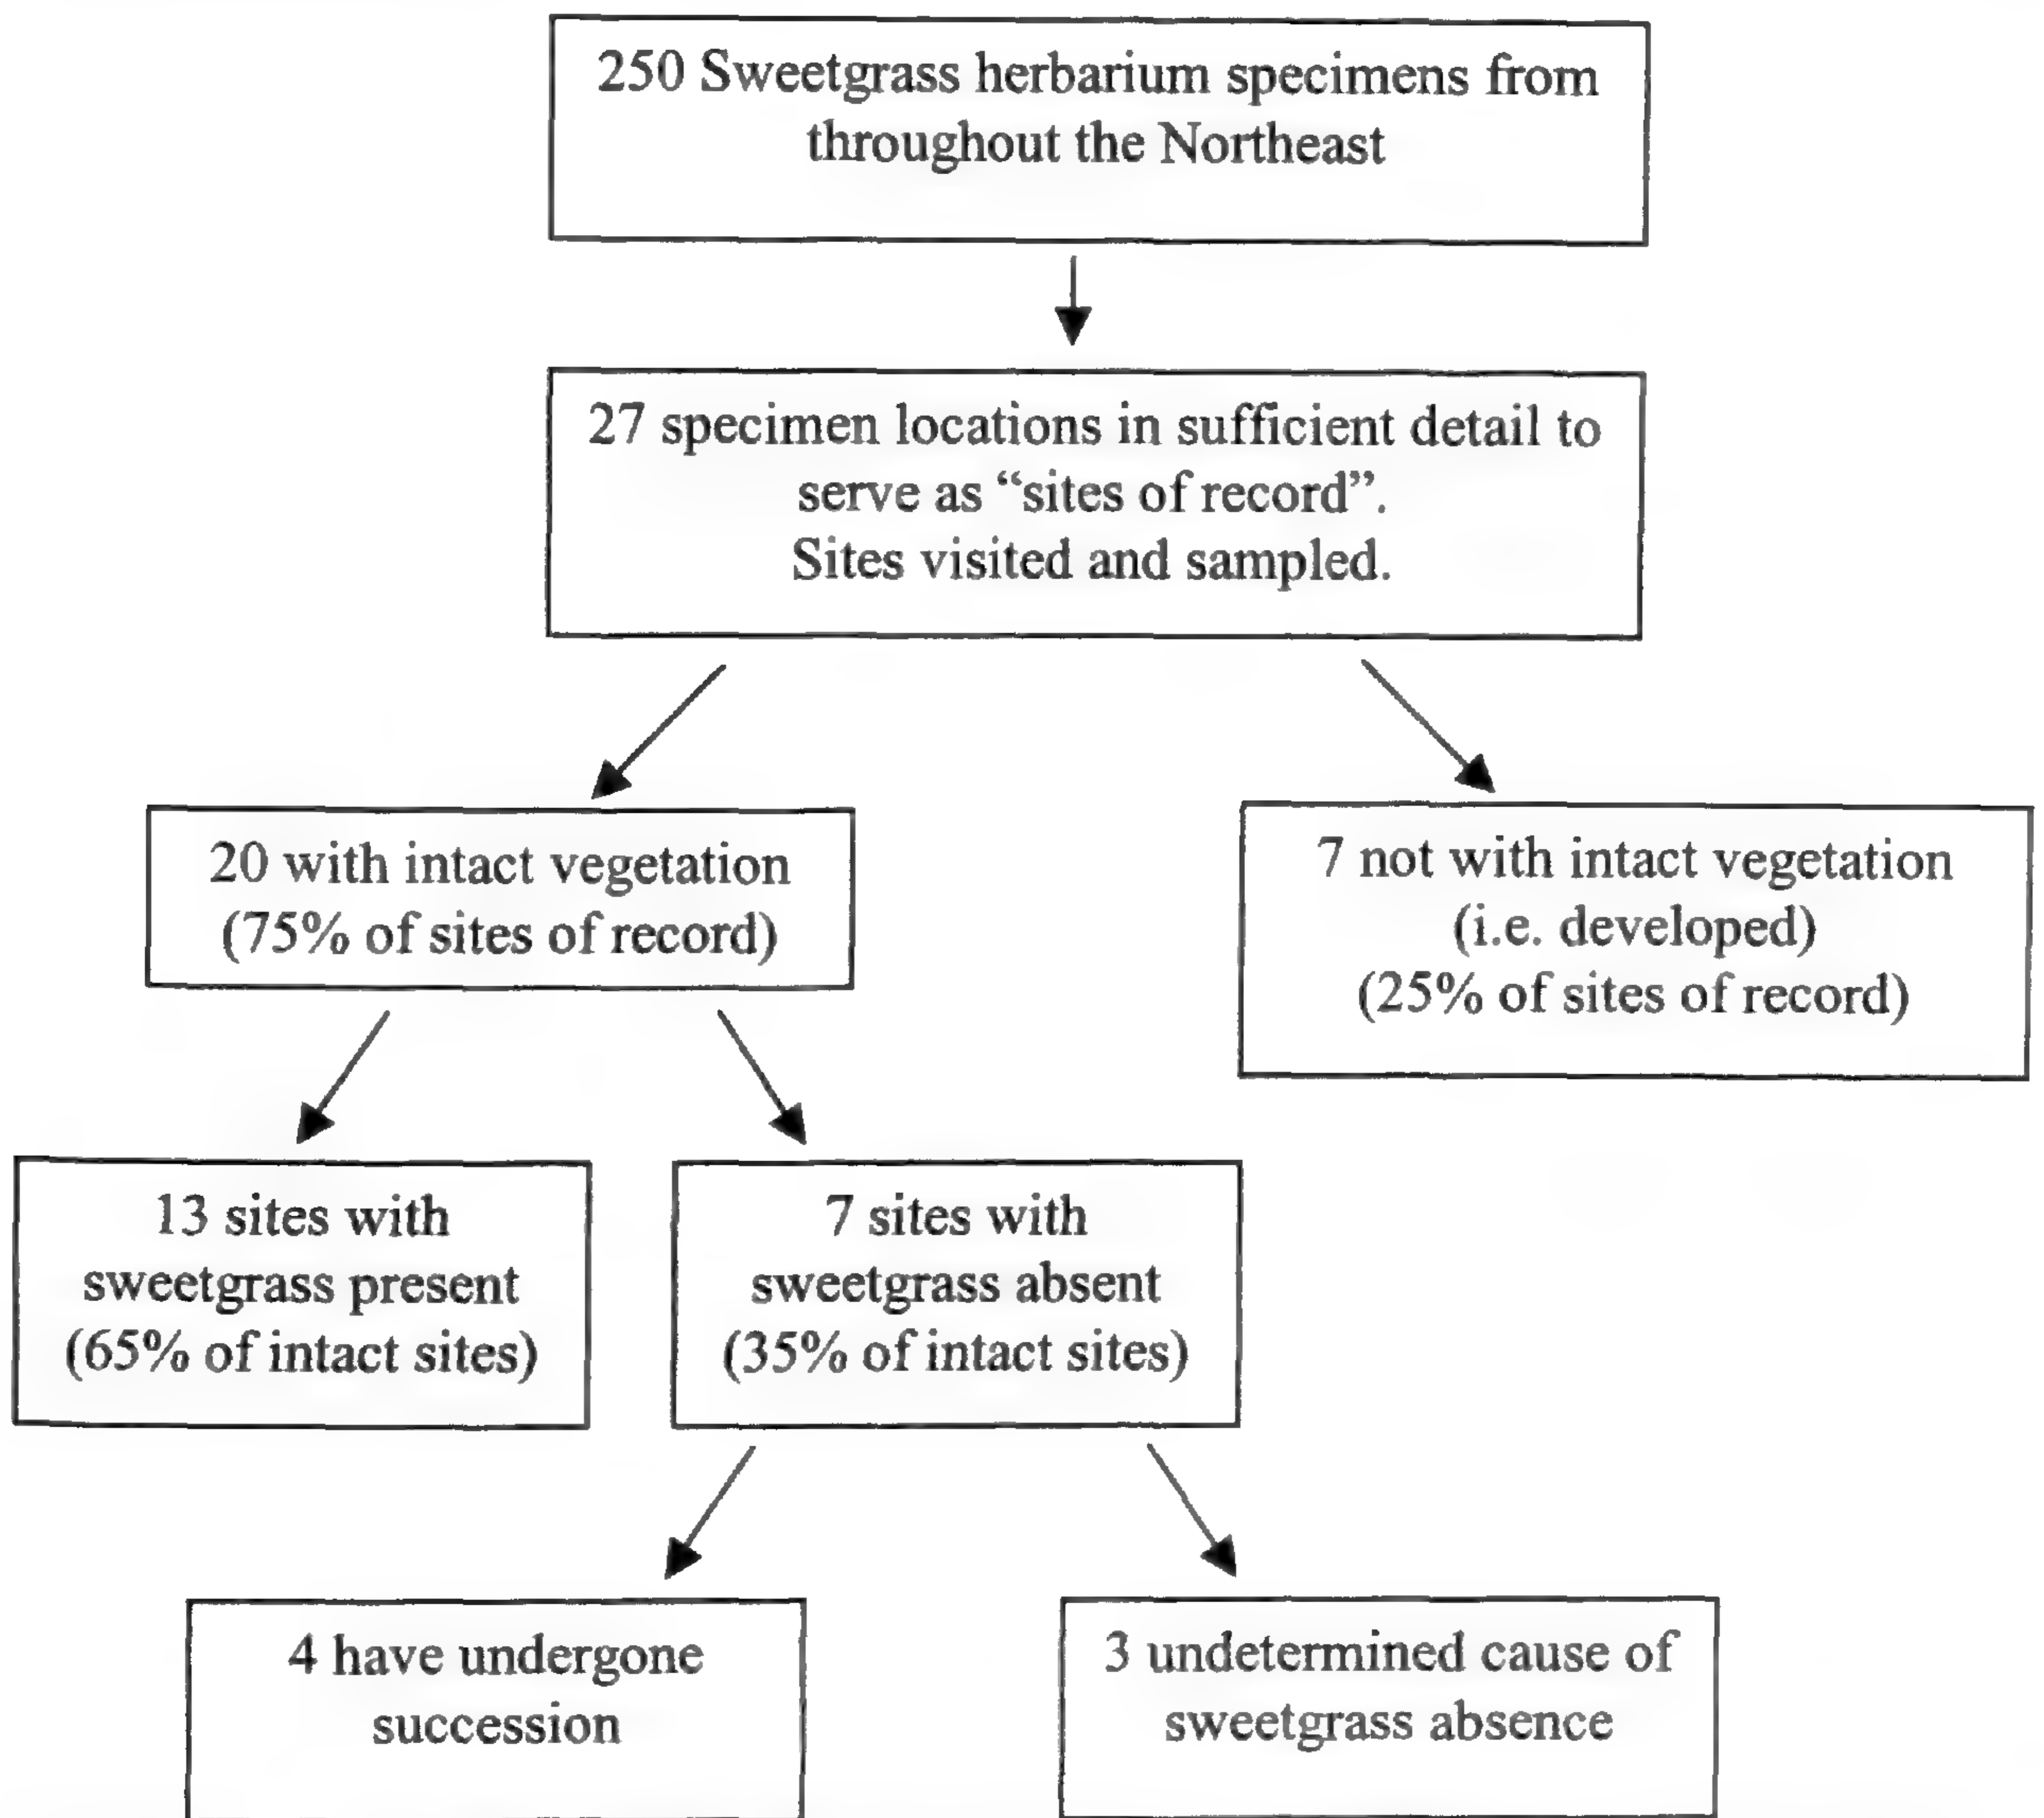 250 Sweetgrass herbarium specimens from
throughout the Northeast
27 specimen locations in sufficient detail to
serve as “sites of record”.
Sites visited and sampled.
20 with intact vegetation
(75% of sites of record)
7 not with intact vegetation
(i.e. developed)
(25% of sites of record)
13 sites with
sweetgrass present
(65% of intact sites)
7 sites with
sweetgrass absent
(35% of intact sites)
4 have undergone
succession
3 undetermined cause of
sweetgrass absence